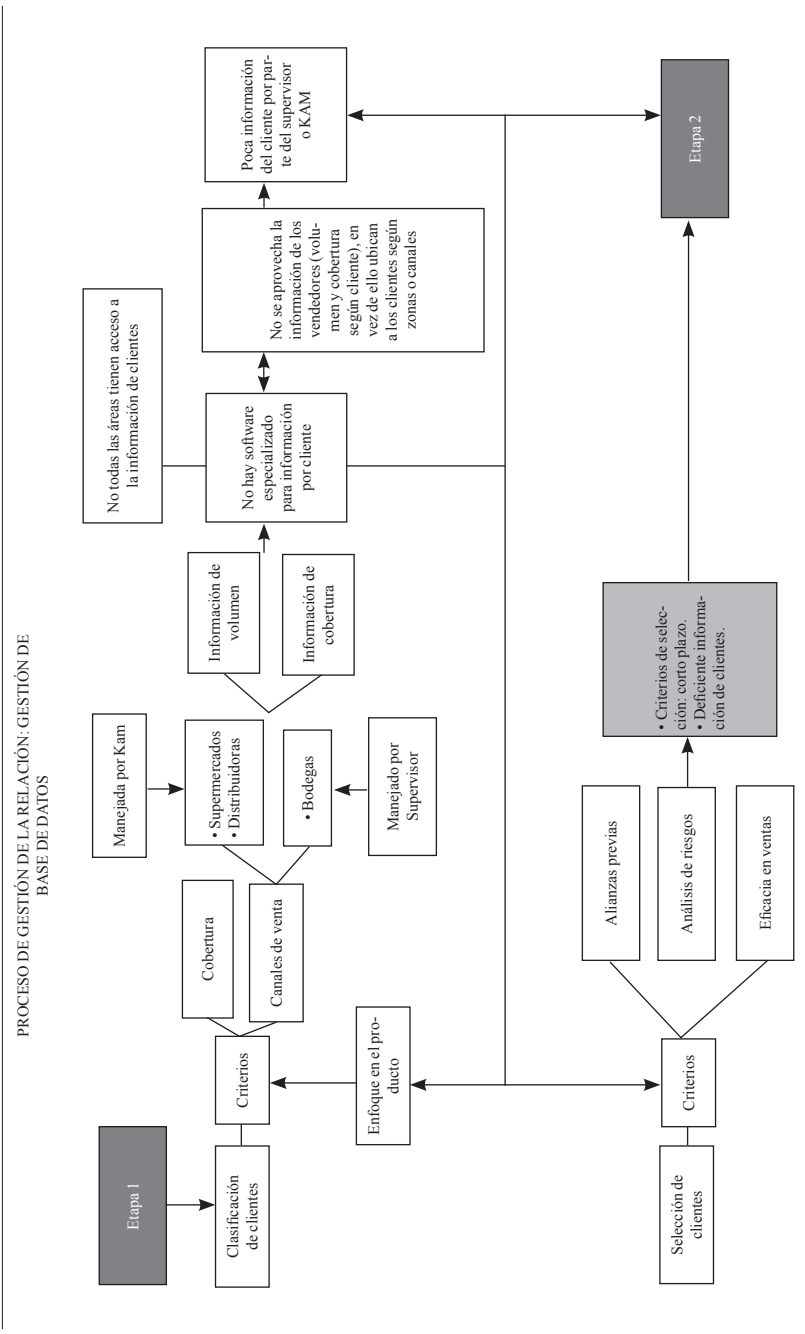 PROCESO DE GESTIÓN DE LA RELACIÓN: GESTIÓN DE
BASE DE DATOS
Etapa 1
Clasificación
de clientes
Criterios
Cobertura
Canales de venta
Enfoque en el pro-
ducto
Manejada por Kam
• Supermercados
• Distribuidoras
• Bodegas
Manejado por
Supervisor
Información de
volumen
Información de
cobertura
No todas las áreas tienen acceso a
la información de clientes
No hay software
especializado
para información
por cliente
No se aprovecha la
información de los
vendedores (volu-
men y cobertura
según cliente), en
vez de ello ubican
a los clientes según
zonas o canales
Poca información
del cliente por par-
te del supervisor
o KAM
Selección de
clientes
Criterios
Alianzas previas
Análisis de riesgos
Eficacia en ventas
• Criterios de selec-
ción: corto plazo.
• Deficiente informa-
ción de clientes.
Etapa 2